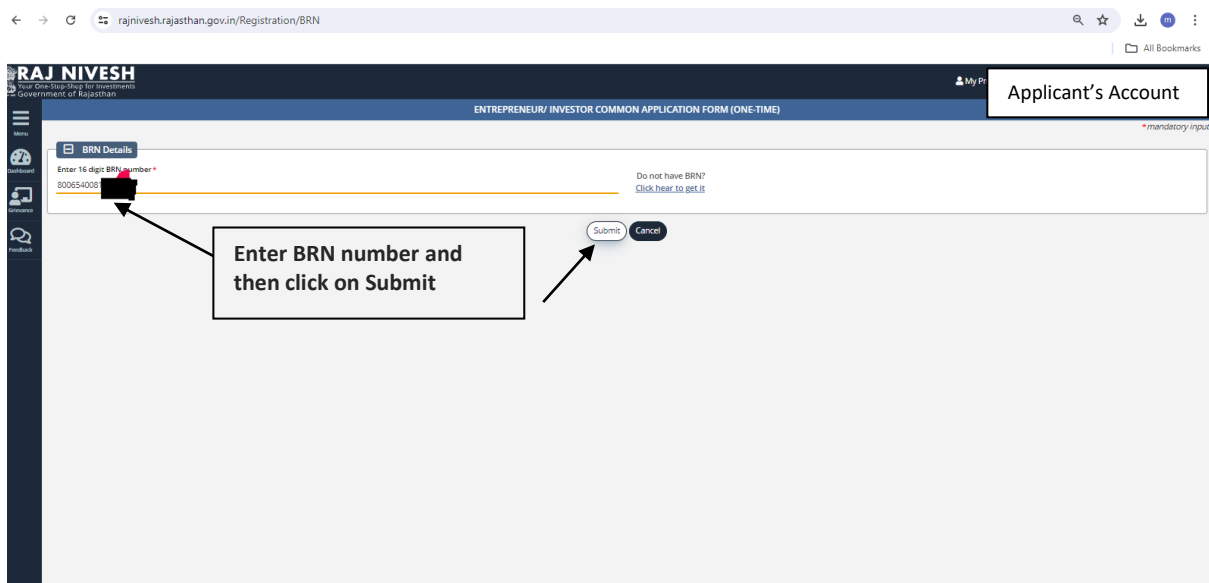 rajnivesh.rajasthan.gov.in/Registration/BRN
m
All Bookmarks
RAJ NIVESH
Your One-Stop-Shop for Investments
Government of Rajasthan
My Pr
Applicant's Account
ENTREPRENEUR/ INVESTOR COMMON APPLICATION FORM (ONE-TIME)
*mandatory input
Menu
Dashboard
Grievance
Feedback
BRN Details
Enter 16 digit BRN number*
8006540081
Do not have BRN?
Click hear to get it
Submit
Cancel
Enter BRN number and
then click on Submit